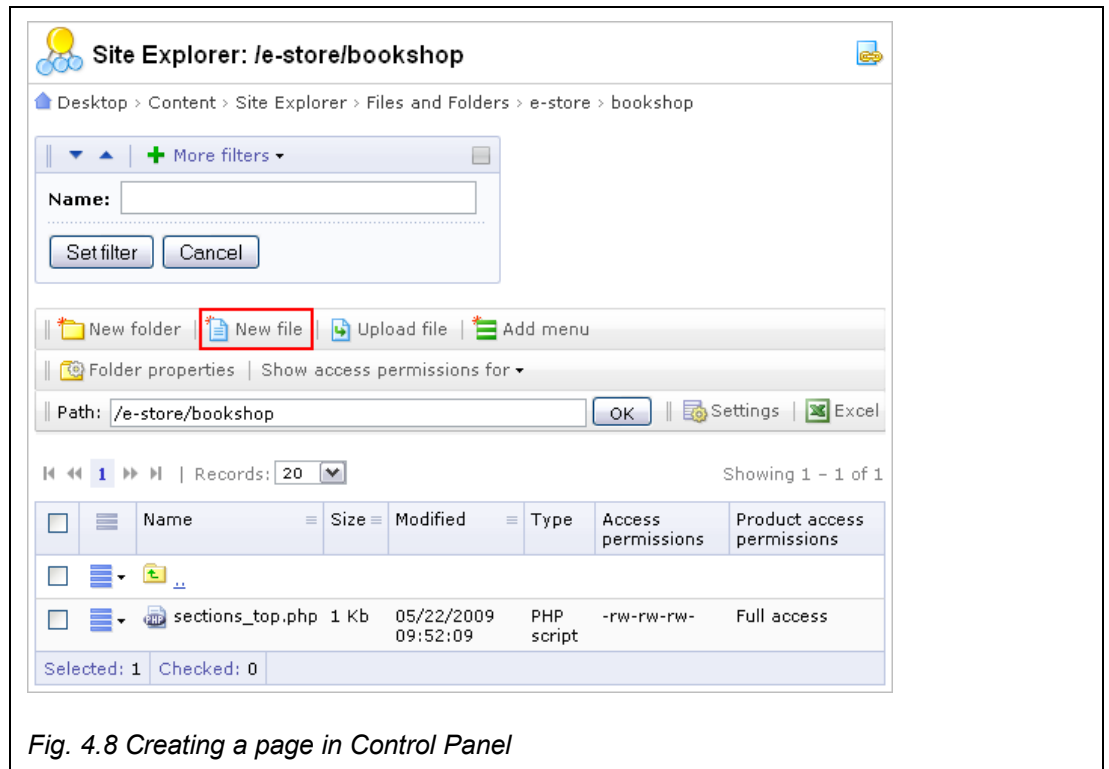 Site Explorer: /e-store/bookshop
Desktop > Content > Site Explorer > Files and Folders > e-store > bookshop
More filters
Name:
Set filter Cancel
New folder | New file | Upload file | Add menu
Folder properties | Show access permissions for
Path: /e-store/bookshop OK Settings | Excel
1 | Records: 20 Showing 1 – 1 of 1
Name Size Modified Type Access permissions Product access permissions
..
sections_top.php 1 Kb 05/22/2009 09:52:09 PHP script -rw-rw-rw- Full access
Selected: 1 Checked: 0
Fig. 4.8 Creating a page in Control Panel